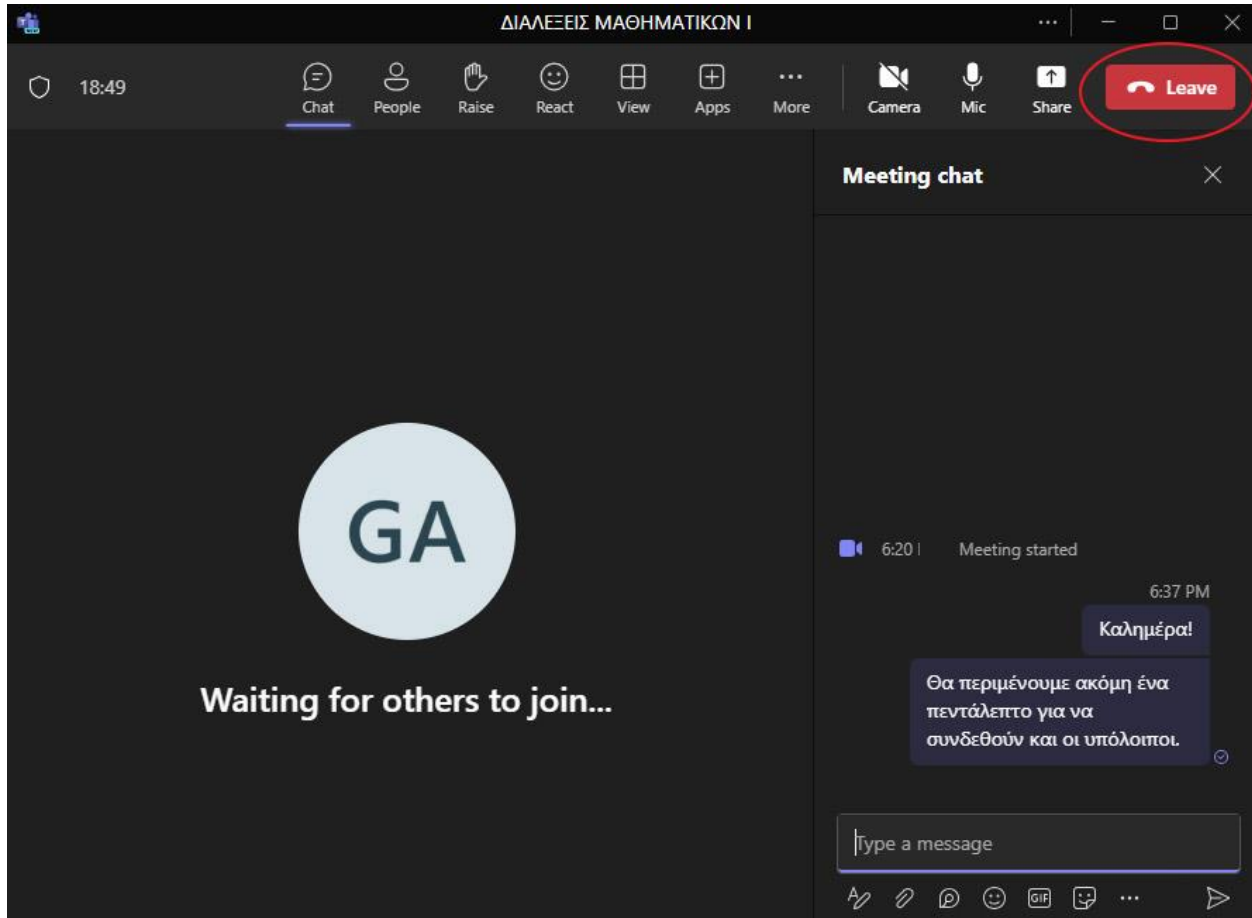 ΔΙΑΛΕΞΕΙΣ ΜΑΘΗΜΑΤΙΚΩΝ Ι
18:49
Chat
People
Raise
React
View
Apps
More
Camera
Mic
Share
Leave
GA
Waiting for others to join...
Meeting chat
6:20
Meeting started
6:37 PM
Καλημέρα!
Θα περιμένουμε ακόμη ένα
πεντάλεπτο για να
συνδεθούν και οι υπόλοιποι.
Type a message
GIF